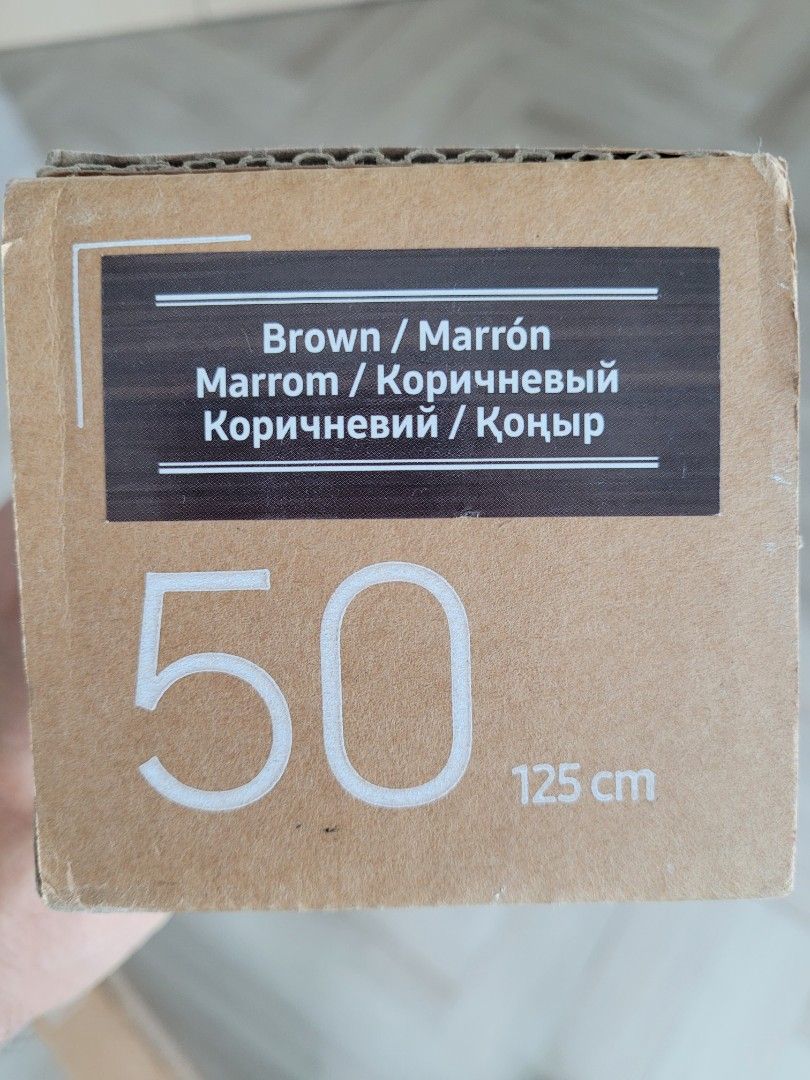 Brown / Marrón
Marrom / Коричневый
Коричневий / Қоңыр
50 125 cm